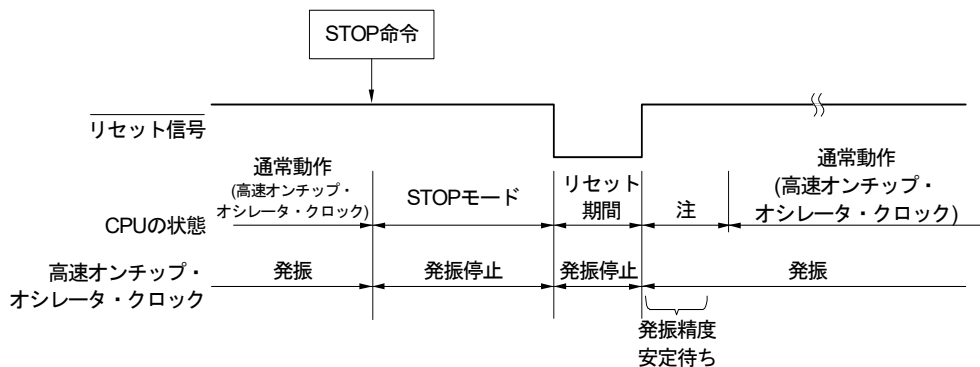 STOP命令
リセット信号
通常動作
(高速オンチップ・
オシレータ・クロック)
STOPモード
リセット
期間
注
通常動作
(高速オンチップ・
オシレータ・クロック)
CPUの状態
高速オンチップ・
オシレータ・クロック
発振
発振停止
発振停止
発振
発振精度
安定待ち